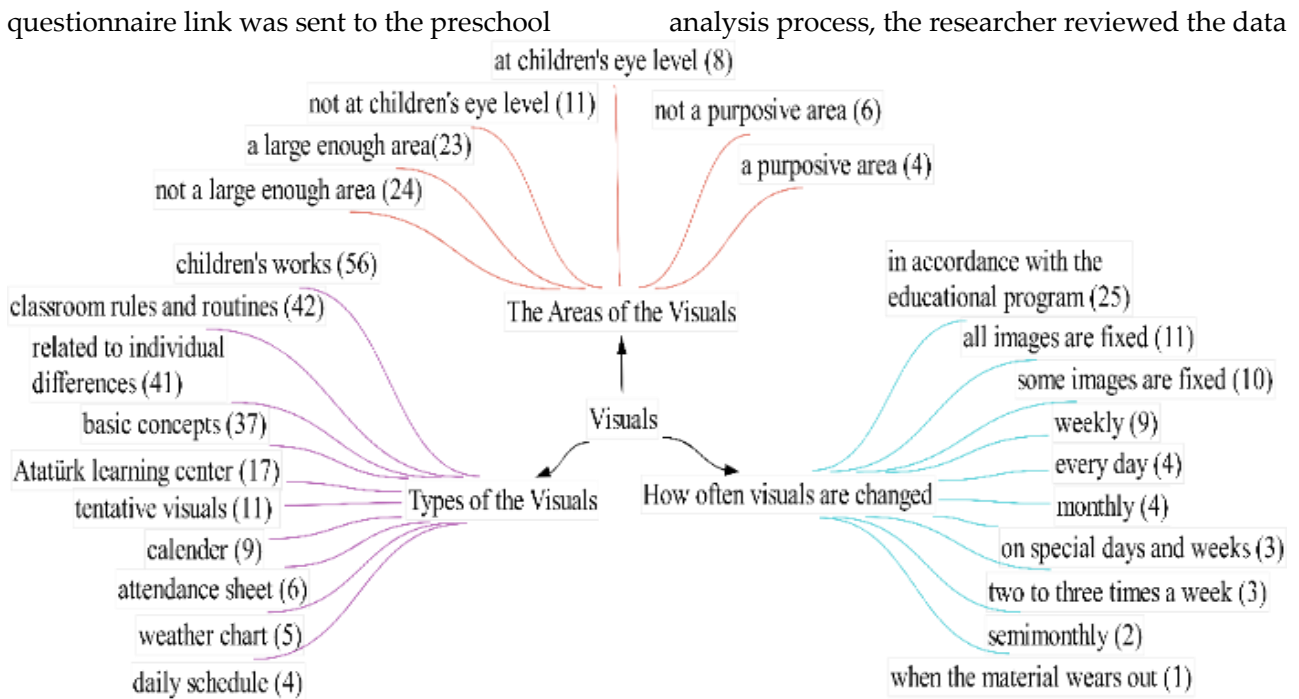 questionnaire link was sent to the preschool
analysis process, the researcher reviewed the data
at children's eye level (8)
not at children's eye level (11)
not a purposive area (6)
a large enough area(23)
a purposive area (4)
not a large enough area (24)
The Areas of the Visuals
Visuals
children's works (56)
classroom rules and routines (42)
related to individual
differences (41)
basic concepts (37)
Atatürk learning center (17)
tentative visuals (11)
calender (9)
attendance sheet (6)
weather chart (5)
daily schedule (4)
Types of the Visuals
How often visuals are changed
in accordance with the
educational program (25)
all images are fixed (11)
some images are fixed (10)
weekly (9)
every day (4)
monthly (4)
on special days and weeks (3)
two to three times a week (3)
semimonthly (2)
when the material wears out (1)